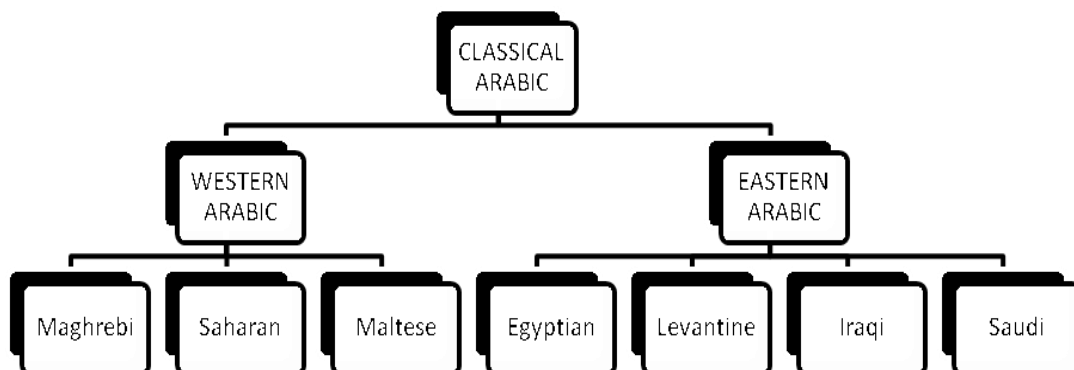 CLASSICAL
ARABIC
WESTERN
ARABIC
EASTERN
ARABIC
Maghrebi
Saharan
Maltese
Egyptian
Levantine
Iraqi
Saudi